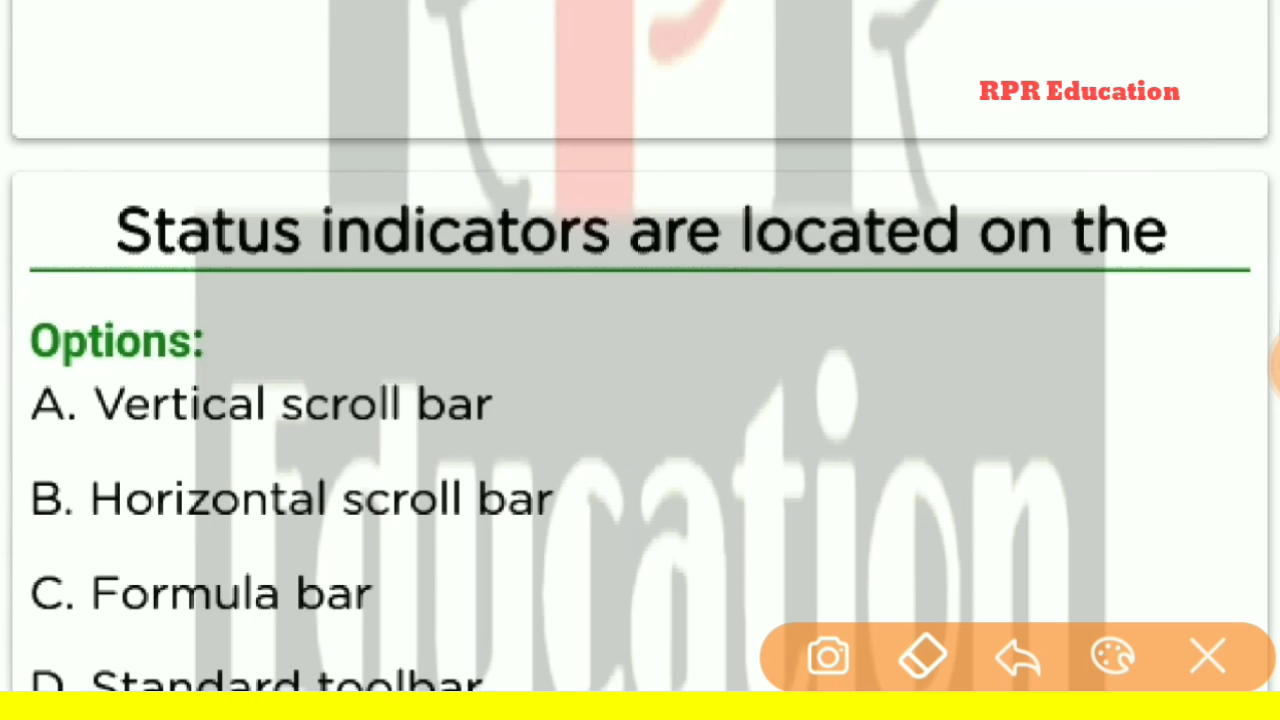 RPR Education
Status indicators are located on the
Options:
A. Vertical scroll bar
B. Horizontal scroll bar
C. Formula bar
D. Standard toolbar
Education